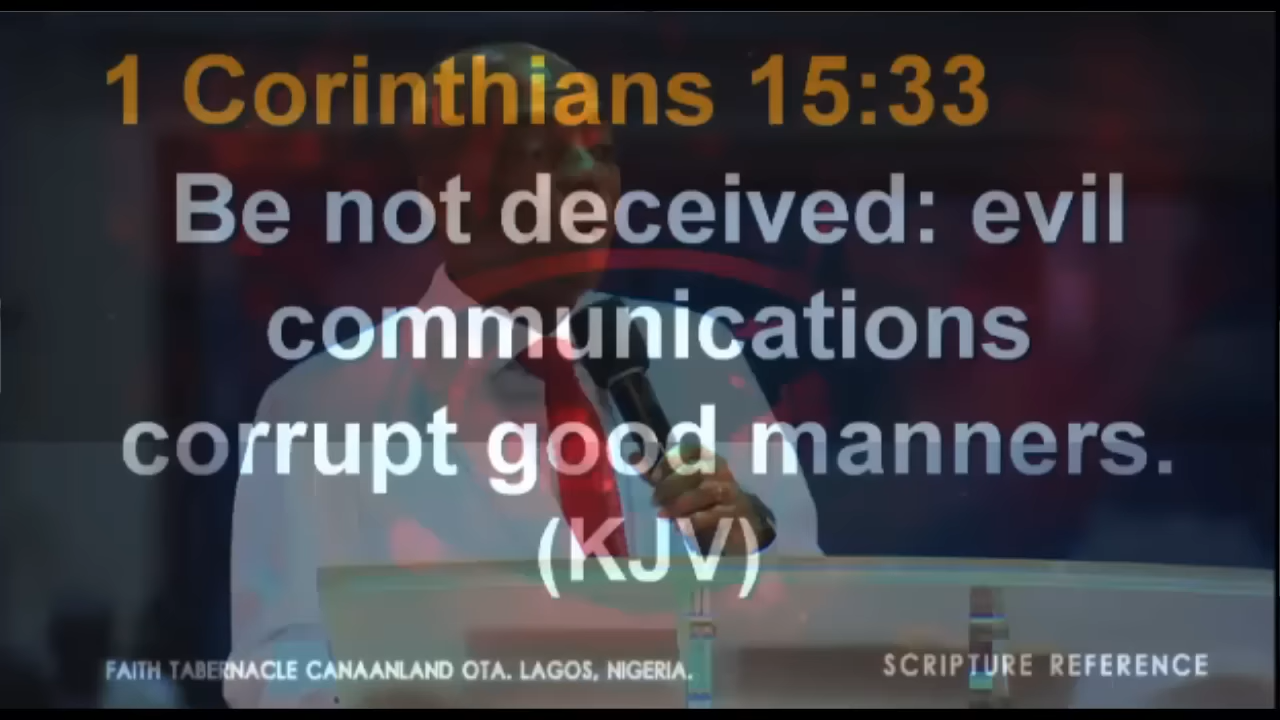 1 Corinthians 15:33
Be not deceived: evil
communications
corrupt good manners.
(KJV)
FAITH TABERNACLE CANAANLAND OTA. LAGOS, NIGERIA.
SCRIPTURE REFERENCE